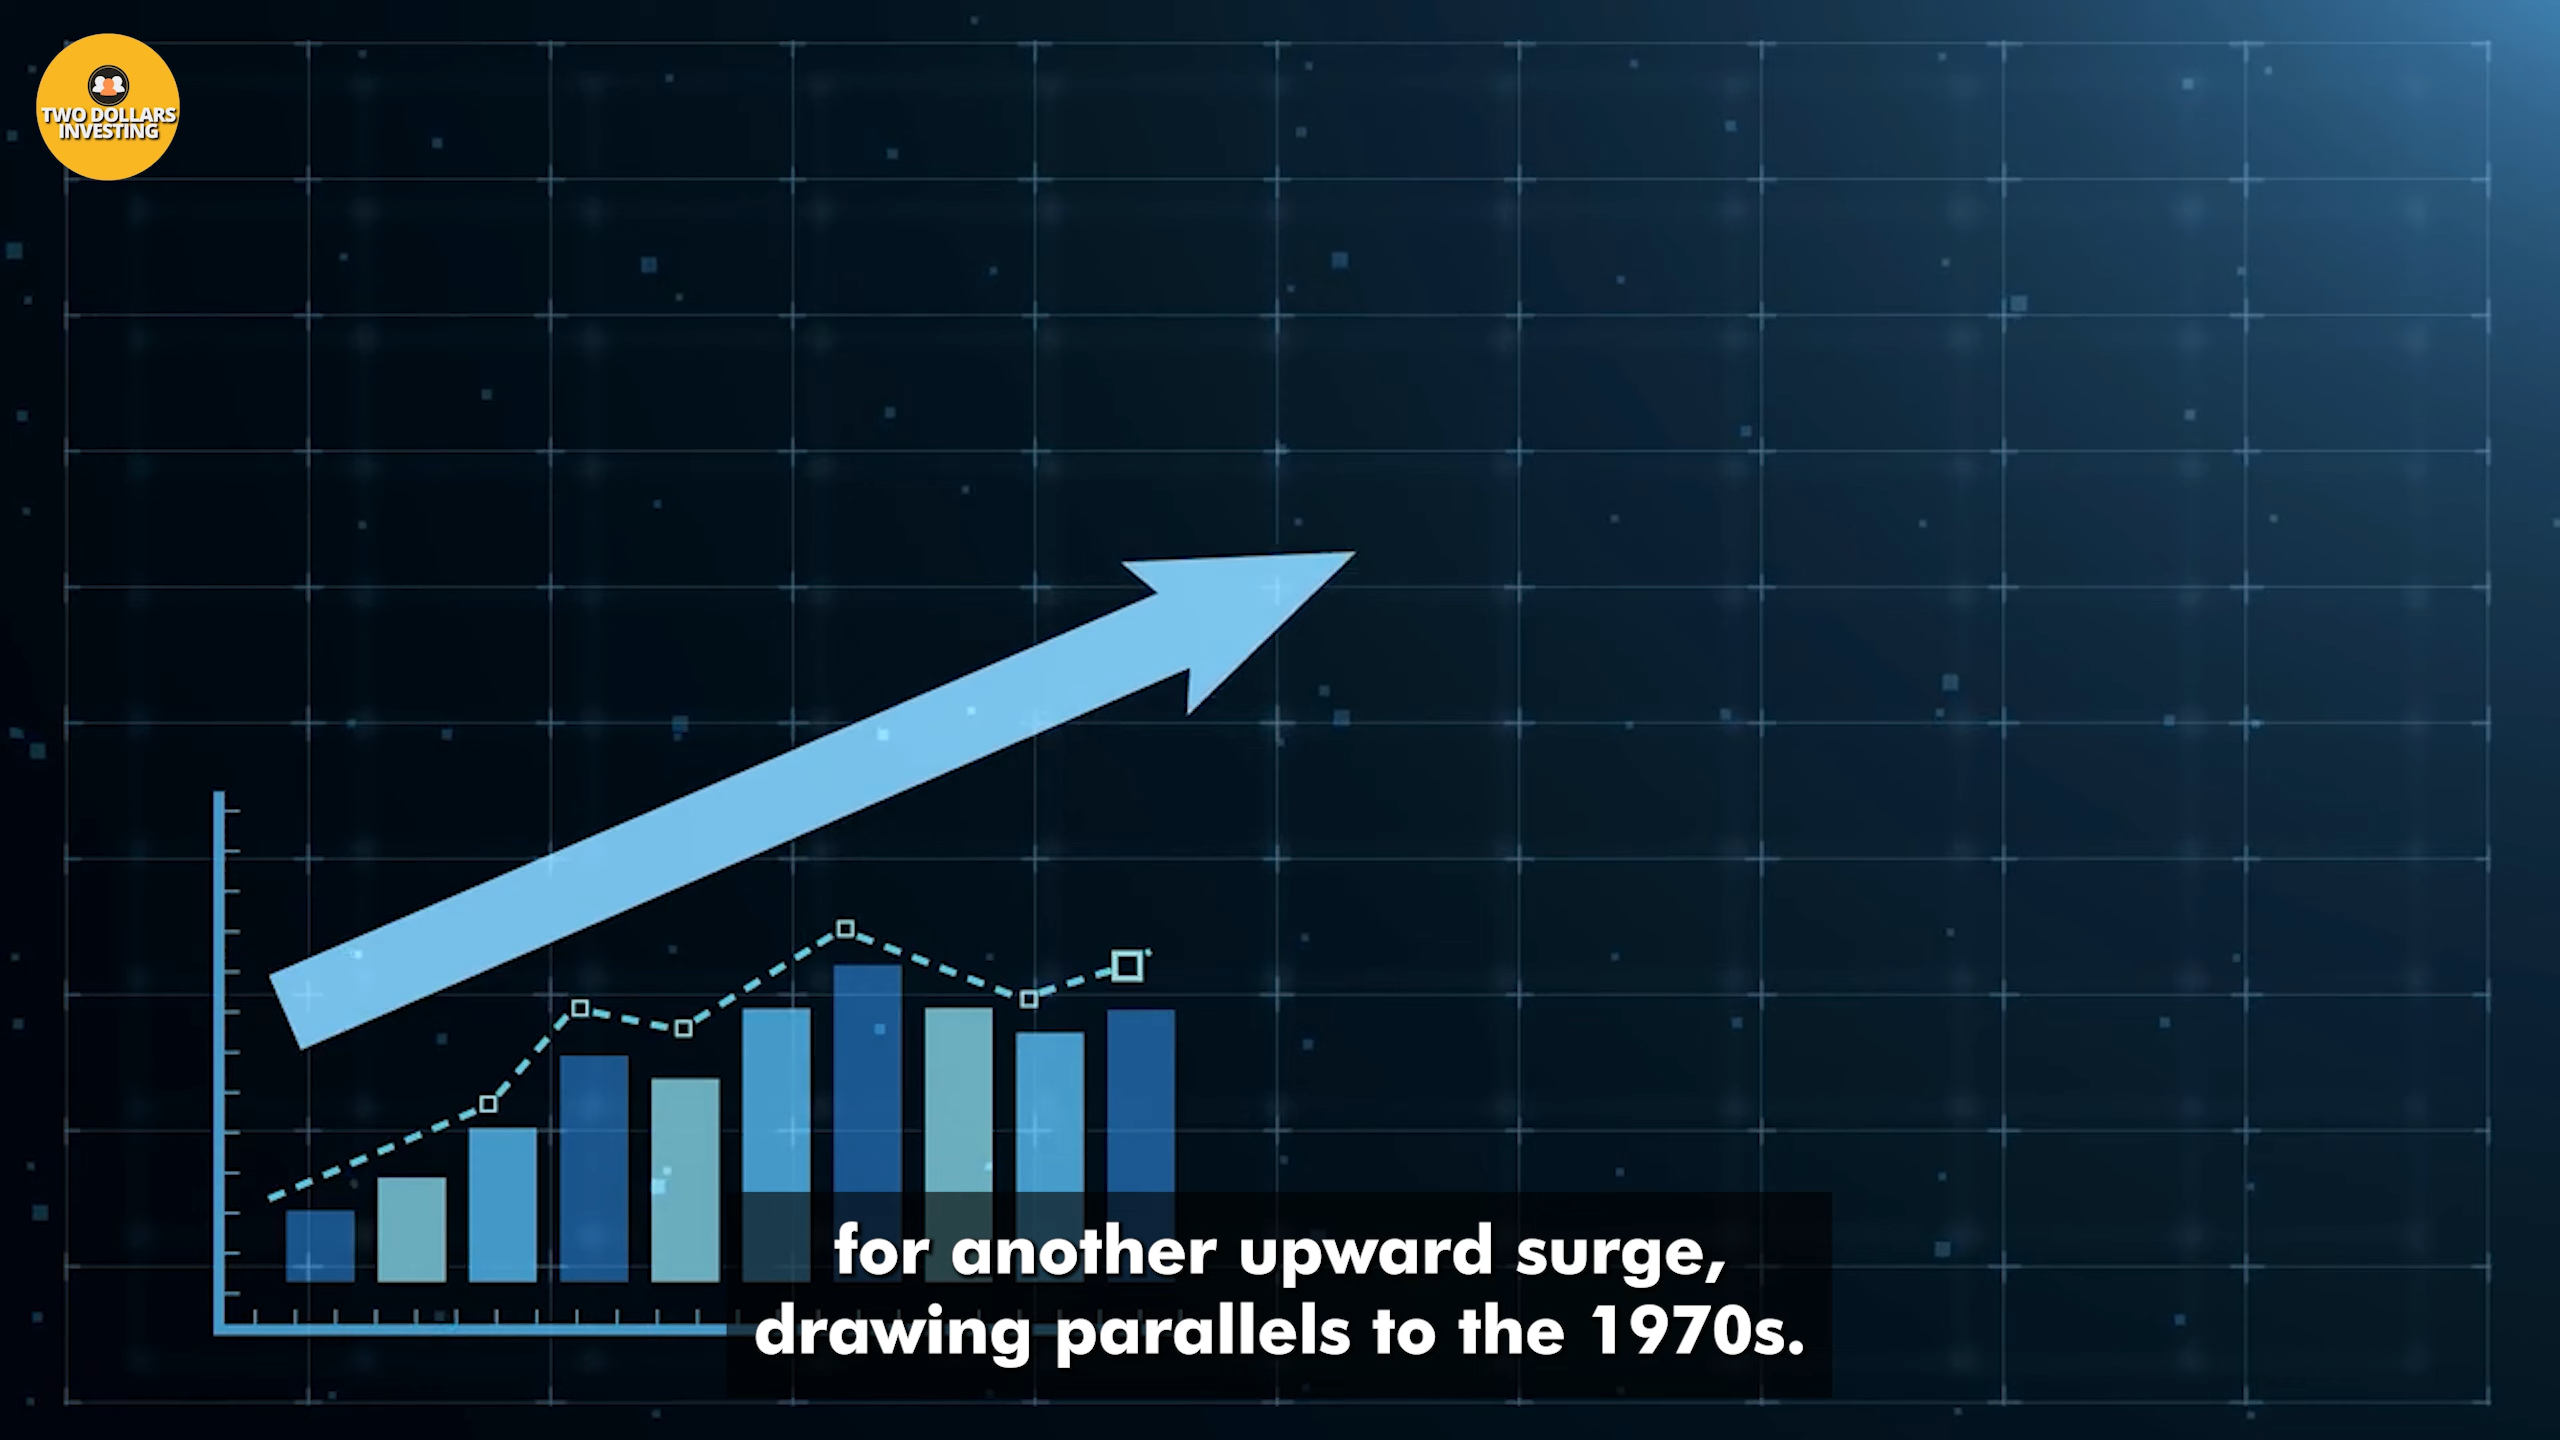 TWO DOLLARS
INVESTING
for another upward surge,
drawing parallels to the 1970s.